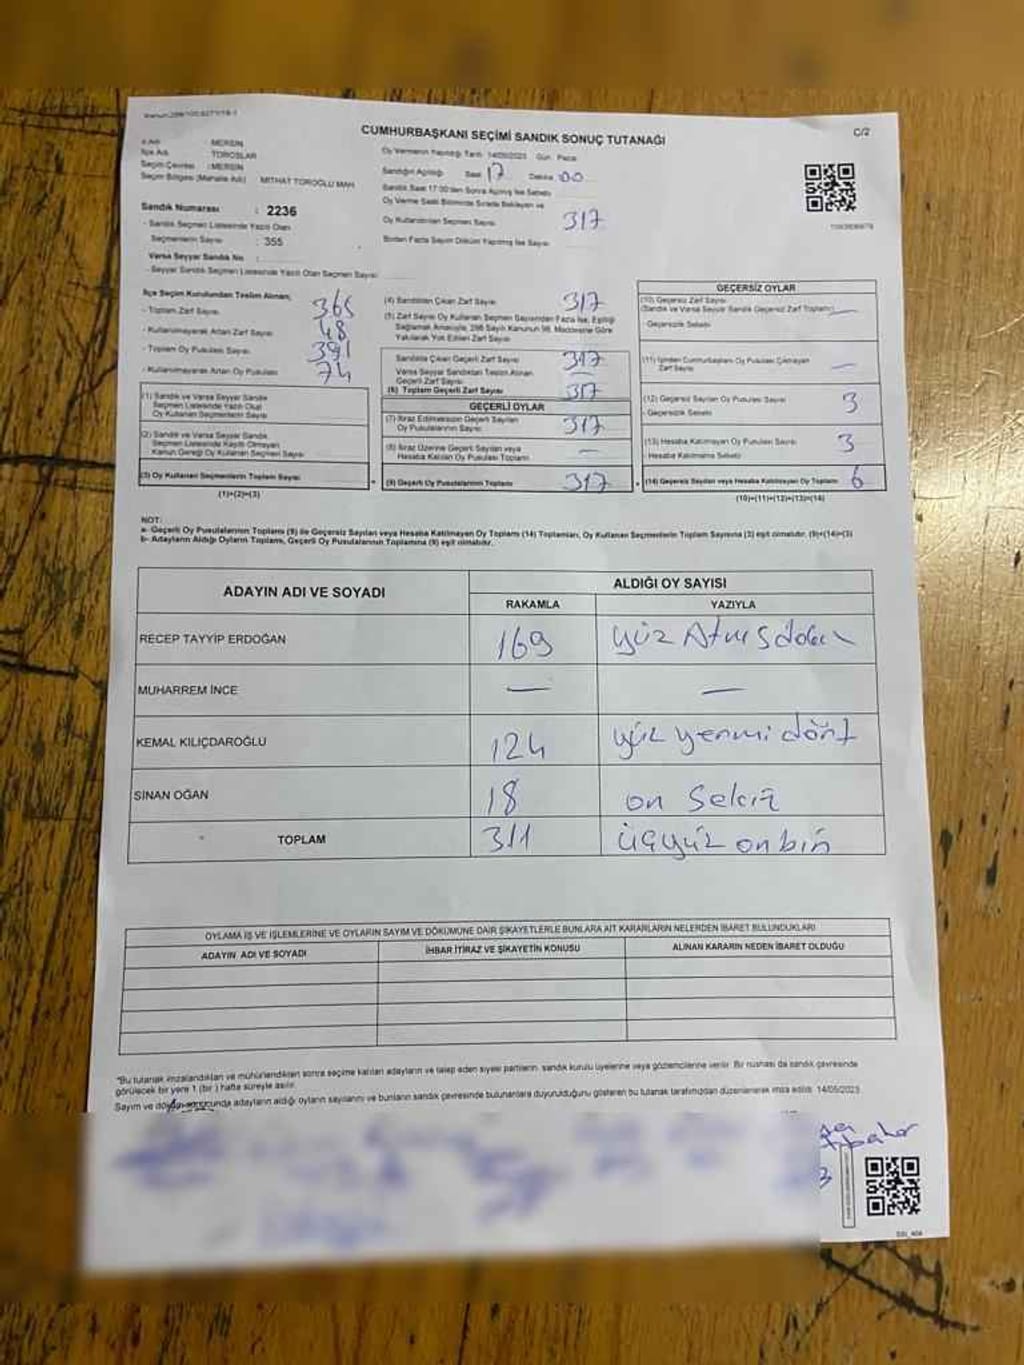 CUMHURBAŞKANI SEÇİMİ SANDIK SONUÇ TUTANAĞI
C/2
İl Adı : MERSİN
İlçe Adı : TOROSLAR
Seçim Çevresi : MERSİN
Seçim Bölgesi (Mahalle Adı) MİTHAT TOROĞLU MAH
Sandık Numarası : 2236
- Sandık Seçmen Listesinde Yazılı Olan
Seçmenlerin Sayısı : 355
Varsa Seyyar Sandık No :
- Seyyar Sandık Seçmen Listesinde Yazılı Olan Seçmen Sayısı
Oy Vermenin Yapıldığı Tarih 14/05/2023 Gün Pazar
Sandığın Açıldığı Saat 17 Dakika 00
Sandık Saat 17:00'den Sonra Açılmış İse Sebebi
Oy Verme Saati Bitiminde Sırada Bekleyen ve
Oy Kullandırılan Seçmen Sayısı 317
Birden Fazla Sayım Döküm Yapılmış İse Sayısı
İlçe Seçim Kurulundan Teslim Alınan;
- Toplam Zarf Sayısı 365
- Kullanılmayarak Artan Zarf Sayısı 48
- Toplam Oy Pusulası Sayısı 391
- Kullanılmayarak Artan Oy Pusulası 74
(1) Sandık ve Varsa Seyyar Sandık
Seçmen Listesinde Yazılı Olup
Oy Kullanan Seçmenlerin Sayısı
(2) Sandık ve Varsa Seyyar Sandık
Seçmen Listesinde Kayıtlı Olmayan
Kanun Gereği Oy Kullanan Seçmen Sayısı
(3) Oy Kullanan Seçmenlerin Toplam Sayısı
(1)+(2)=(3)
(4) Sandıktan Çıkan Zarf Sayısı 317
(5) Zarf Sayısı Oy Kullanan Seçmen Sayısından Fazla İse, Eşitliği
Sağlamak Amacıyla, 298 Sayılı Kanunun 98. Maddesine Göre
Yakılarak Yok Edilen Zarf Sayısı
Sandıkta Çıkan Geçerli Zarf Sayısı 317
Varsa Seyyar Sandıktan Teslim Alınan
Geçerli Zarf Sayısı —
(6) Toplam Geçerli Zarf Sayısı 317
GEÇERLİ OYLAR
(7) İtiraz Edilmeksizin Geçerli Sayılan
Oy Pusulalarının Sayısı 317
(8) İtiraz Üzerine Geçerli Sayılan veya
Hesaba Katılan Oy Pusulası Toplamı —
(9) Geçerli Oy Pusulalarının Toplamı 317
GEÇERSİZ OYLAR
(10) Geçersiz Zarf Sayısı
(Sandık ve Varsa Seyyar Sandık Geçersiz Zarf Toplamı) —
- Geçersizlik Sebebi
(11) İçinden Cumhurbaşkanı Oy Pusulası Çıkmayan
Zarf Sayısı —
(12) Geçersiz Sayılan Oy Pusulası Sayısı 3
- Geçersizlik Sebebi
(13) Hesaba Katılmayan Oy Pusulası Sayısı 3
- Hesaba Katılmama Sebebi
(14) Geçersiz Sayılan veya Hesaba Katılmayan Oy Toplamı 6
(10)+(11)+(12)+(13)=(14)
NOT:
a- Geçerli Oy Pusulalarının Toplamı (9) ile Geçersiz Sayılan veya Hesaba Katılmayan Oy Toplamı (14) Toplamları, Oy Kullanan Seçmenlerin Toplam Sayısına (3) eşit olmalıdır. (9)+(14)=(3)
b- Adayların Aldığı Oyların Toplamı, Geçerli Oy Pusulalarının Toplamına (9) eşit olmalıdır.
ADAYIN ADI VE SOYADI ALDIĞI OY SAYISI
RAKAMLA YAZIYLA
RECEP TAYYİP ERDOĞAN 169 yüz
MUHARREM İNCE — —
KEMAL KILIÇDAROĞLU 124 yüz yermi dört
SİNAN OĞAN 18 on Sekiz
TOPLAM 311 üçyüz onbir
OYLAMA İŞ VE İŞLEMLERİNE VE OYLARIN SAYIM VE DÖKÜMÜNE DAİR ŞİKAYETLERLE BUNLARA AİT KARARLARIN NELERDEN İBARET BULUNDUKLARI
ADAYIN ADI VE SOYADI İHBAR İTİRAZ VE ŞİKAYETİN KONUSU ALINAN KARARIN NEDEN İBARET OLDUĞU
*Bu tutanak imzalandıktan ve mühürlendikten sonra seçime katılan adayların ve talep eden siyasi partilerin sandık kurulu üyelerine veya gözlemcilerine verilir. Bir nüshası da sandık çevresinde
görülecek bir yere 1 (bir) hafta süreyle asılır.
Sayım ve döküm sonucunda adayların aldığı oyların sayılarını ve bunların sandık çevresinde bulunanlara duyurulduğunu gösteren bu tutanak tarafımızdan düzenlenerek imza edildi. 14/05/2023